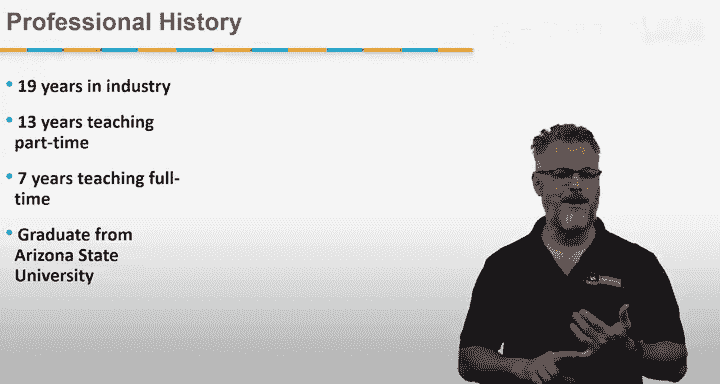 Professional History
• 19 years in industry
• 13 years teaching
part-time
• 7 years teaching full-
time
• Graduate from
Arizona State
University